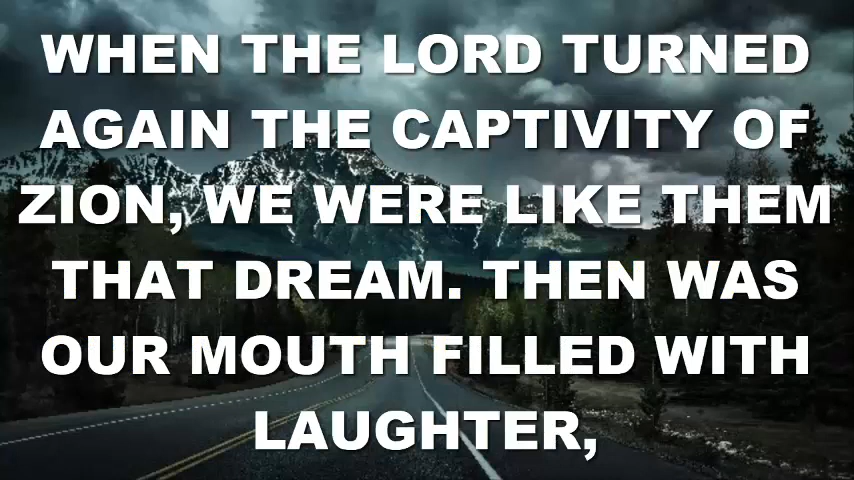 WHEN THE LORD TURNED
AGAIN THE CAPTIVITY OF
ZION, WE WERE LIKE THEM
THAT DREAM. THEN WAS
OUR MOUTH FILLED WITH
LAUGHTER,